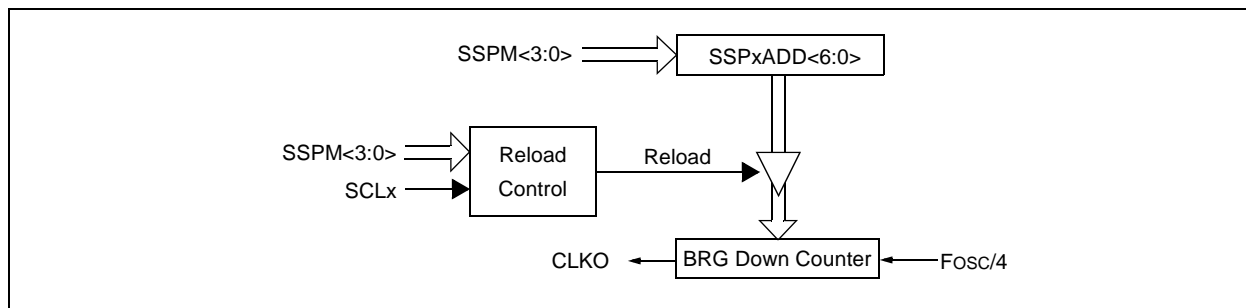 SSPM<3:0>
SSPxADD<6:0>
SSPM<3:0>
Reload
Control
Reload
SCLx
CLKO
BRG Down Counter
FOSC/4